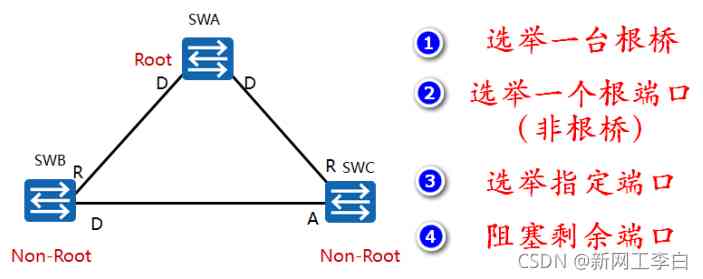 SWA
Root
D
D
SWB
R
R
SWC
D
A
Non-Root
Non-Root
1 选举一台根桥
2 选举一个根端口
（非根桥）
3 选举指定端口
4 阻塞剩余端口
CSDN @新网工李白